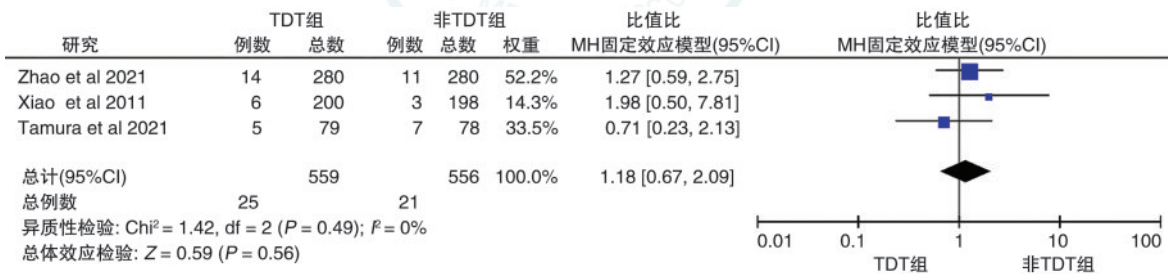 TDT组 非TDT组 比值比 比值比
研究 例数 总数 例数 总数 权重 MH固定效应模型(95%CI) MH固定效应模型(95%CI)
Zhao et al 2021 14 280 11 280 52.2% 1.27 [0.59, 2.75]
Xiao et al 2011 6 200 3 198 14.3% 1.98 [0.50, 7.81]
Tamura et al 2021 5 79 7 78 33.5% 0.71 [0.23, 2.13]
总计(95%CI) 559 556 100.0% 1.18 [0.67, 2.09]
总例数 25 21
异质性检验: Chi² = 1.42, df = 2 (P = 0.49); I² = 0%
总体效应检验: Z = 0.59 (P = 0.56)
0.01 0.1 1 10 100
TDT组 非TDT组